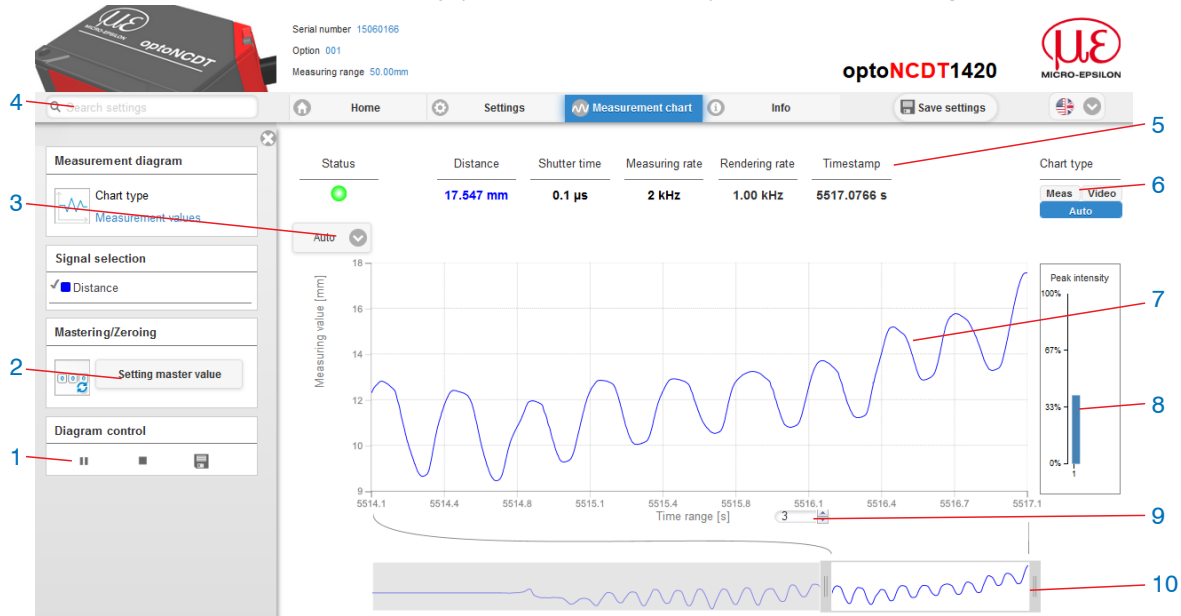 με
MICRO-EPSILON
optoNCDT
Serial number 15060166
Option 001
Measuring range 50.00mm
optoNCDT1420
με
MICRO-EPSILON
4
Search settings
Home
Settings
Measurement chart
Info
Save settings
5
Measurement diagram
Chart type
Measurement values
Status
Distance
Shutter time
Measuring rate
Rendering rate
Timestamp
17.547 mm
0.1 µs
2 kHz
1.00 kHz
5517.0766 s
Chart type
Meas
Video
Auto
6
3
Auto
Signal selection
Distance
Mastering/Zeroing
2
0 0 0
Setting master value
Diagram control
1
Measuring value [mm]
18
16
14
12
10
9
5514.1
5514.4
5514.8
5515.1
5515.4
5515.8
5516.1
5516.4
5516.7
5517.1
Time range [s]
3
Peak intensity
100%
67%
33%
0%
1
7
8
9
10